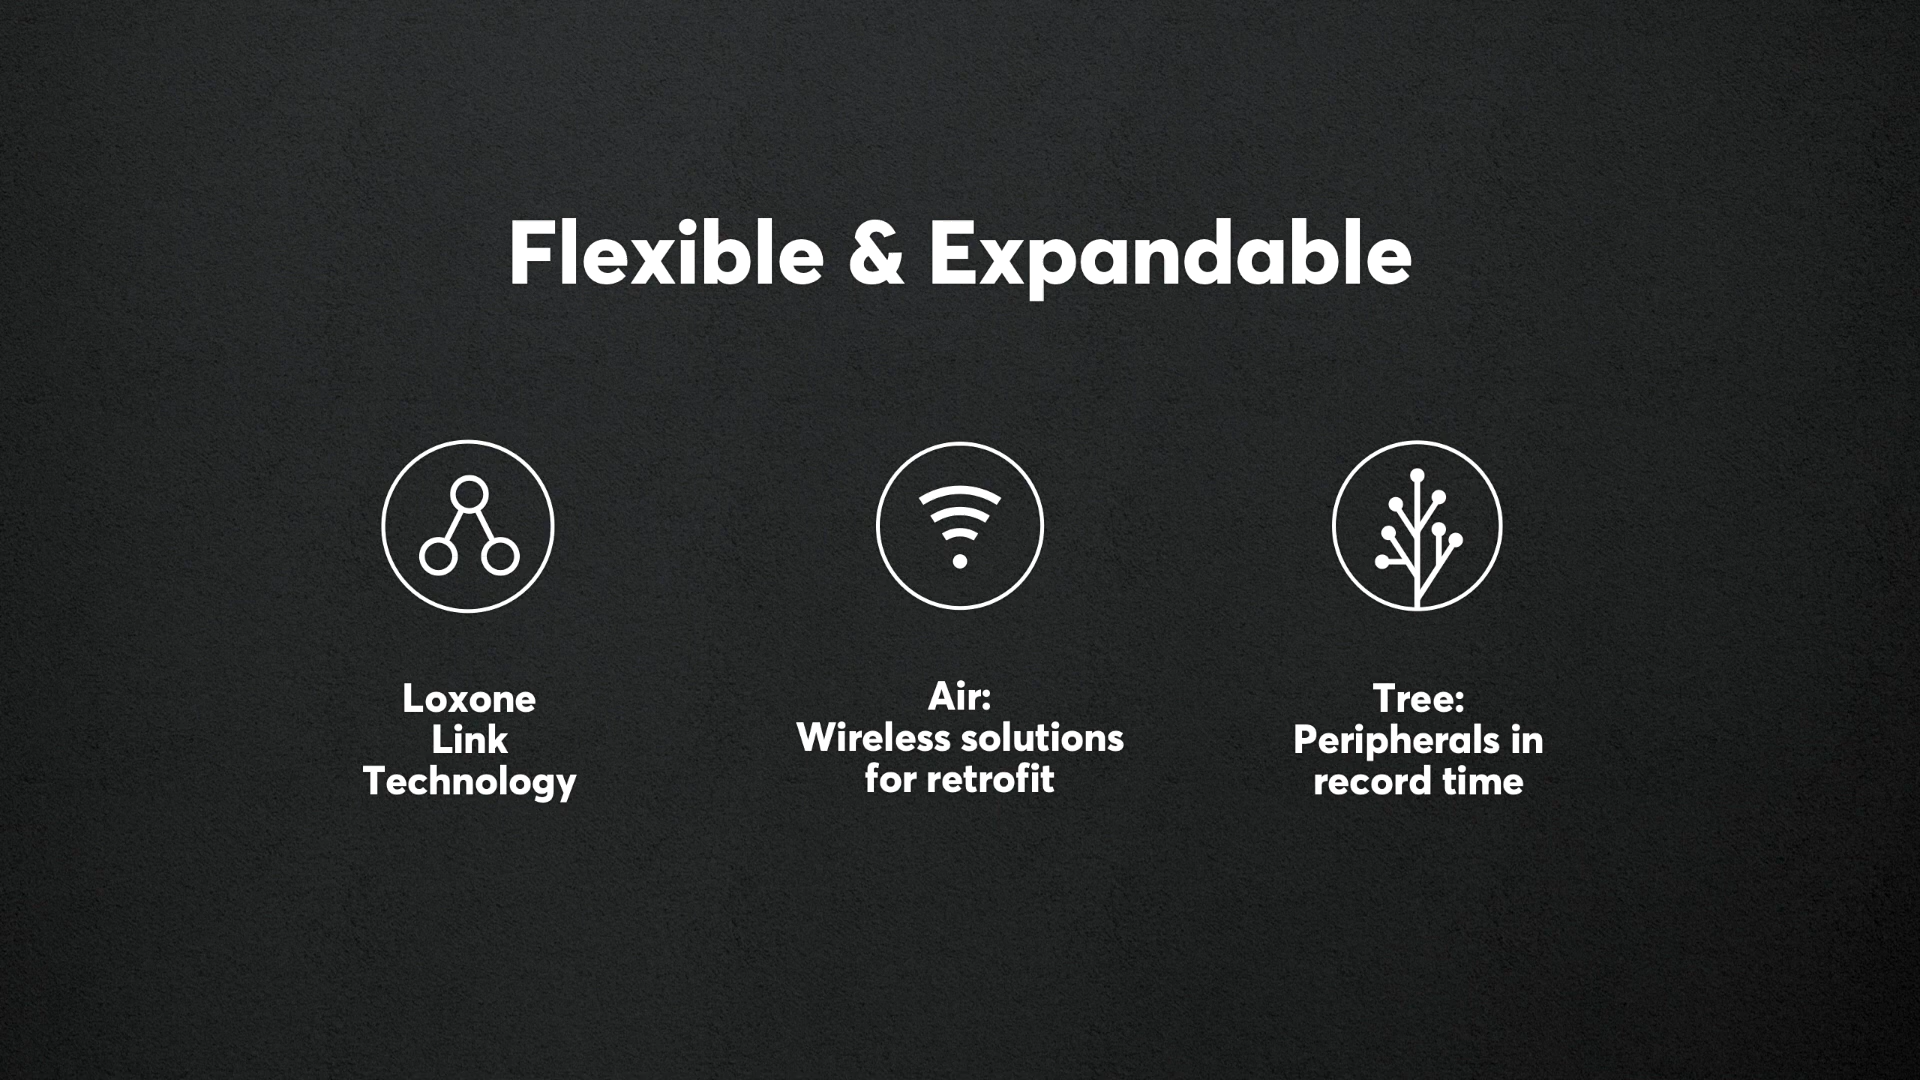 Flexible & Expandable
Loxone
Link
Technology
Air:
Wireless solutions
for retrofit
Tree:
Peripherals in
record time